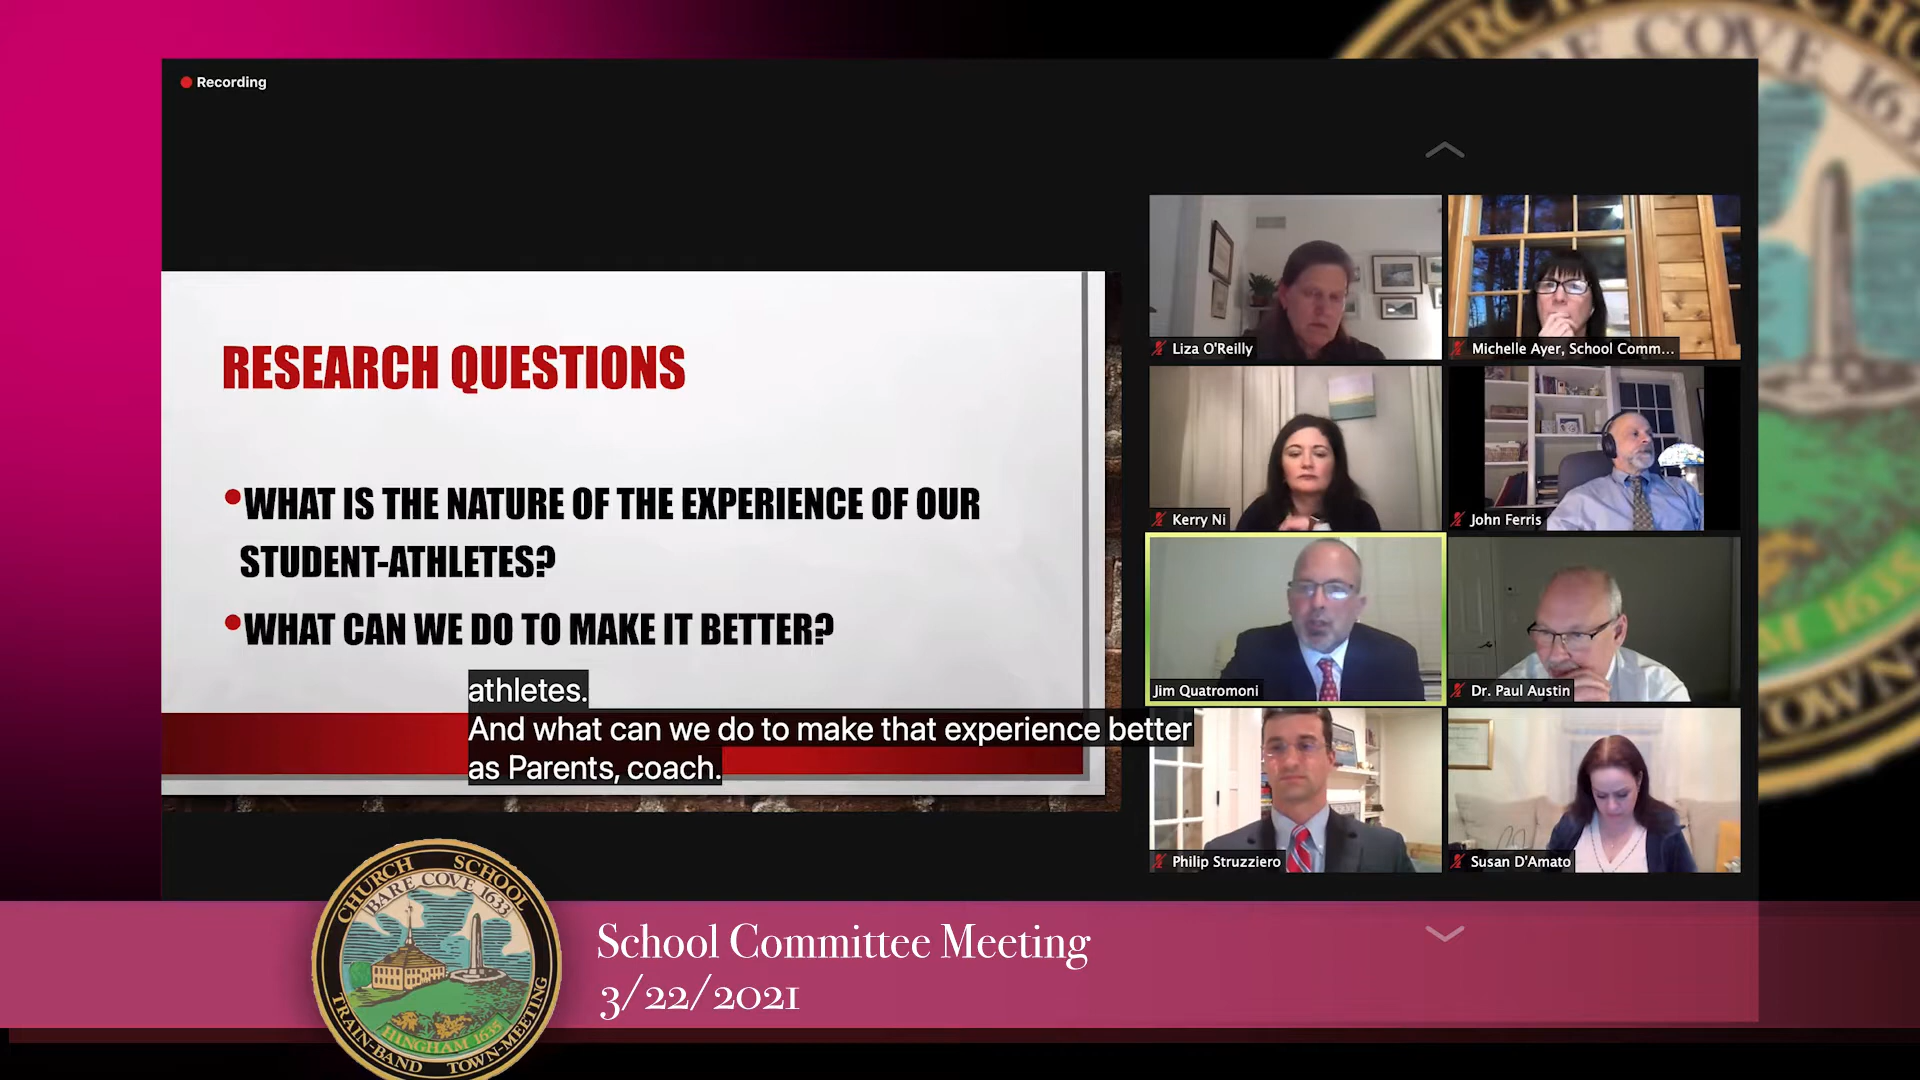 Recording
RESEARCH QUESTIONS
•WHAT IS THE NATURE OF THE EXPERIENCE OF OUR
STUDENT-ATHLETES?
•WHAT CAN WE DO TO MAKE IT BETTER?
athletes.
And what can we do to make that experience better
as Parents, coach.
Liza O'Reilly
Michelle Ayer, School Comm...
Kerry Ni
John Ferris
Jim Quatromoni
Dr. Paul Austin
Philip Struzziero
Susan D'Amato
CHURCH SCHOOL
BARE COVE 1633
HINGHAM 1635
TRAIN-BAND TOWN-MEETING
School Committee Meeting
3/22/2021